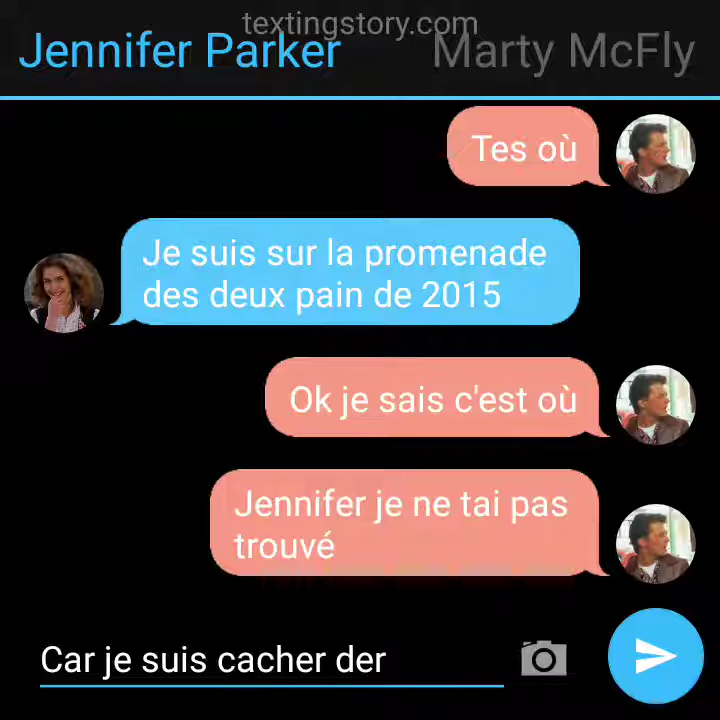 textingstory.com
Jennifer Parker
Marty McFly
Tes où
Je suis sur la promenade
des deux pain de 2015
Ok je sais c'est où
Jennifer je ne tai pas
trouvé
Car je suis cacher der